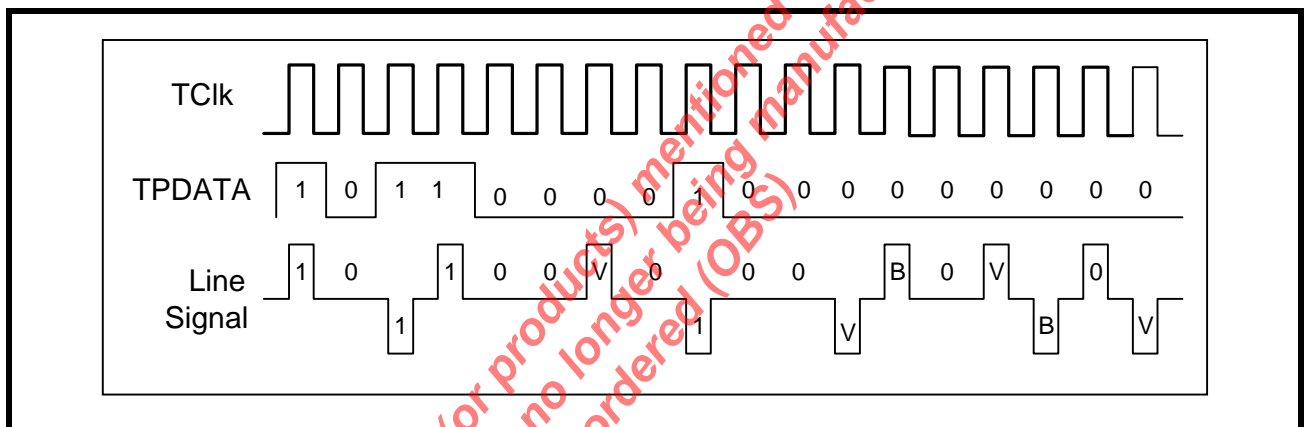 TClk
TPDATA 1 0 1 1 0 0 0 0 1 0 0 0 0 0 0 0 0 0
Line Signal
1 0 1 0 0 V 0 0 0 B 0 V 0
1 1 V B V
(or products) mentioned
no longer being
ordered (OBS)